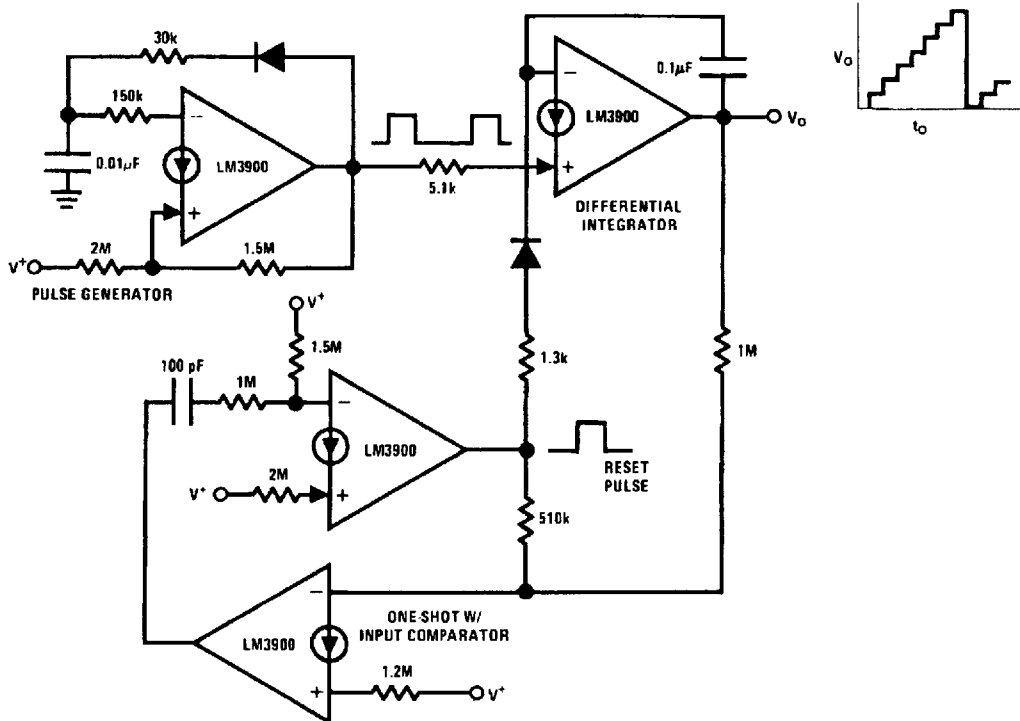 30k
150k
−
0.01µF
LM3900
+
2M
1.5M
V+
PULSE GENERATOR
5.1k
−
LM3900
+
DIFFERENTIAL
INTEGRATOR
0.1µF
VO
VO
tO
V+
1.5M
100 pF
1M
−
LM3900
2M
V+
+
1.3k
1M
RESET
PULSE
510k
−
LM3900
ONE-SHOT W/
INPUT COMPARATOR
1.2M
+
V+